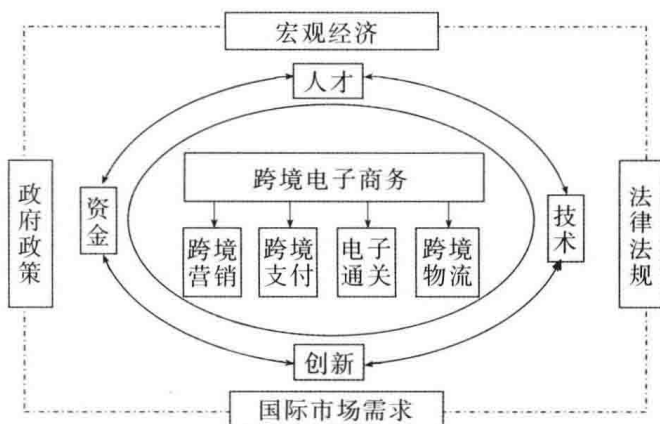 宏观经济
人才
政府政策
资金
跨境电子商务
技术
法律法规
跨境
营销
跨境
支付
电子
通关
跨境
物流
创新
国际市场需求